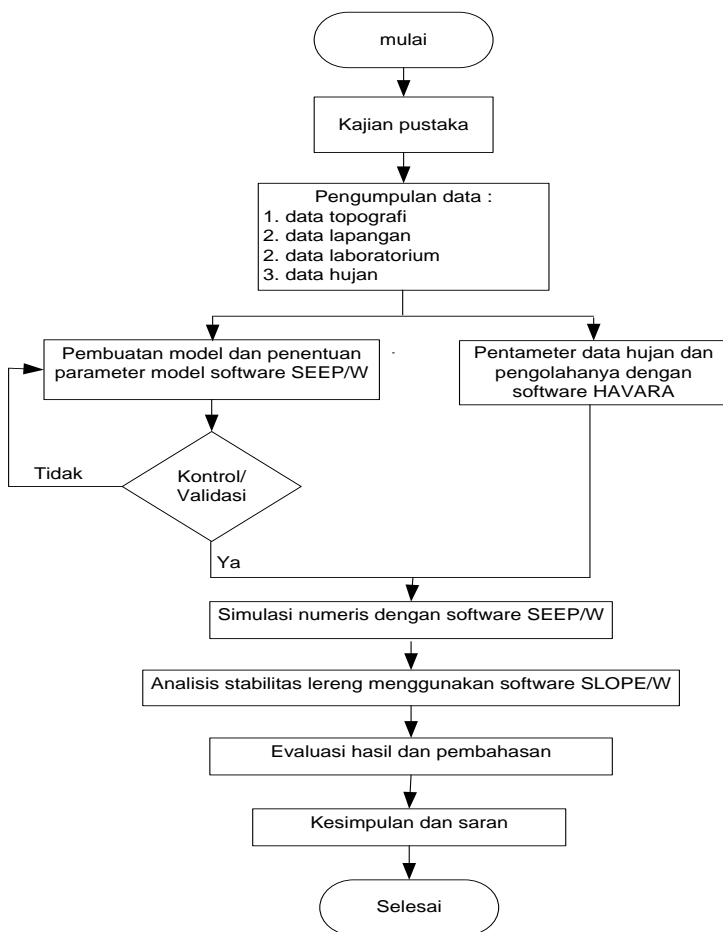 mulai
Kajian pustaka
Pengumpulan data :
1. data topografi
2. data lapangan
2. data laboratorium
3. data hujan
Pembuatan model dan penentuan
parameter model software SEEP/W
Pentameter data hujan dan
pengolahanya dengan
software HAVARA
Tidak
Kontrol/
Validasi
Ya
Simulasi numeris dengan software SEEP/W
Analisis stabilitas lereng menggunakan software SLOPE/W
Evaluasi hasil dan pembahasan
Kesimpulan dan saran
Selesai